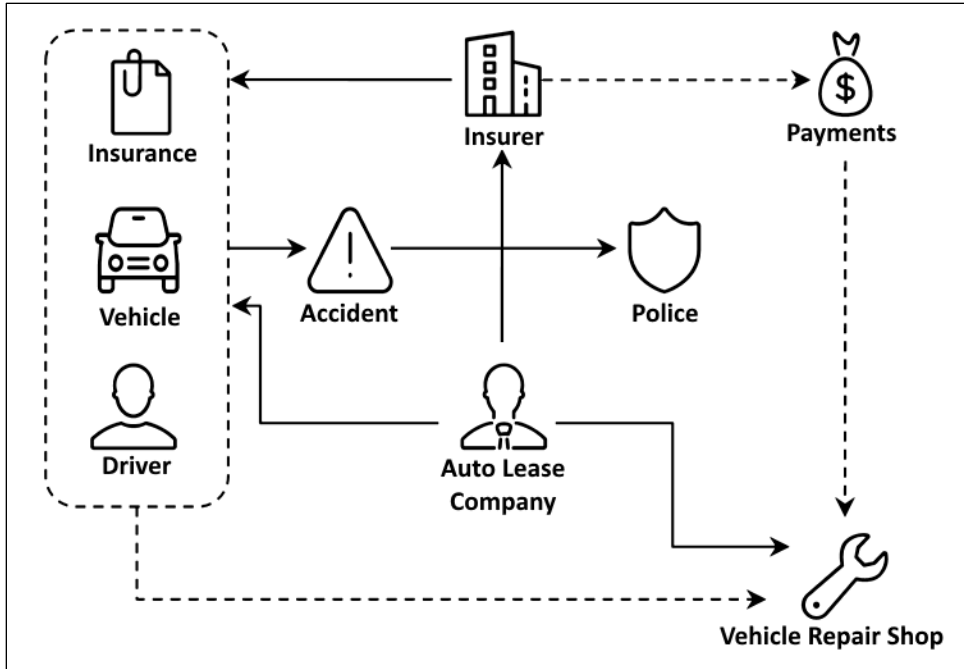 $
Insurance
Insurer
Payments
Vehicle
Accident
Police
Driver
Auto Lease
Company
Vehicle Repair Shop